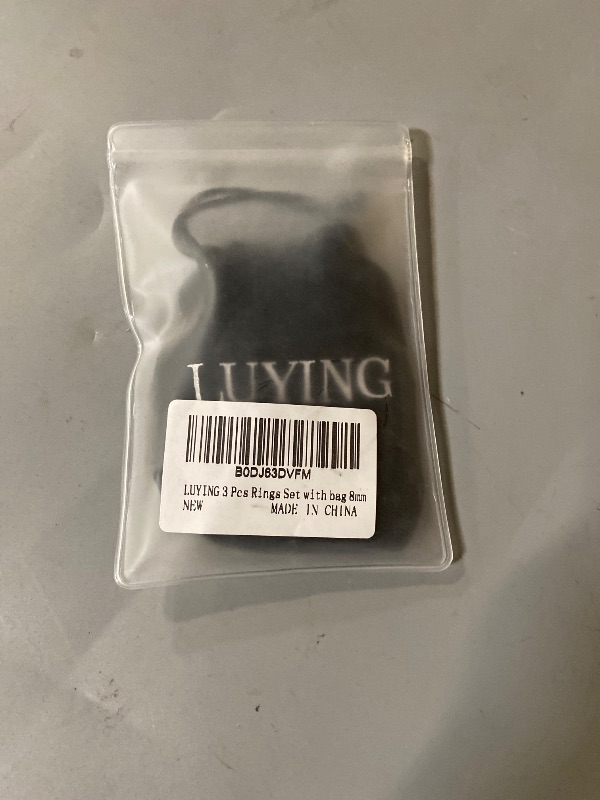 LUYING
B0DJ63DVFM
LUYING 3 Pcs Rings Set with bag 8mm
NEW MADE IN CHINA